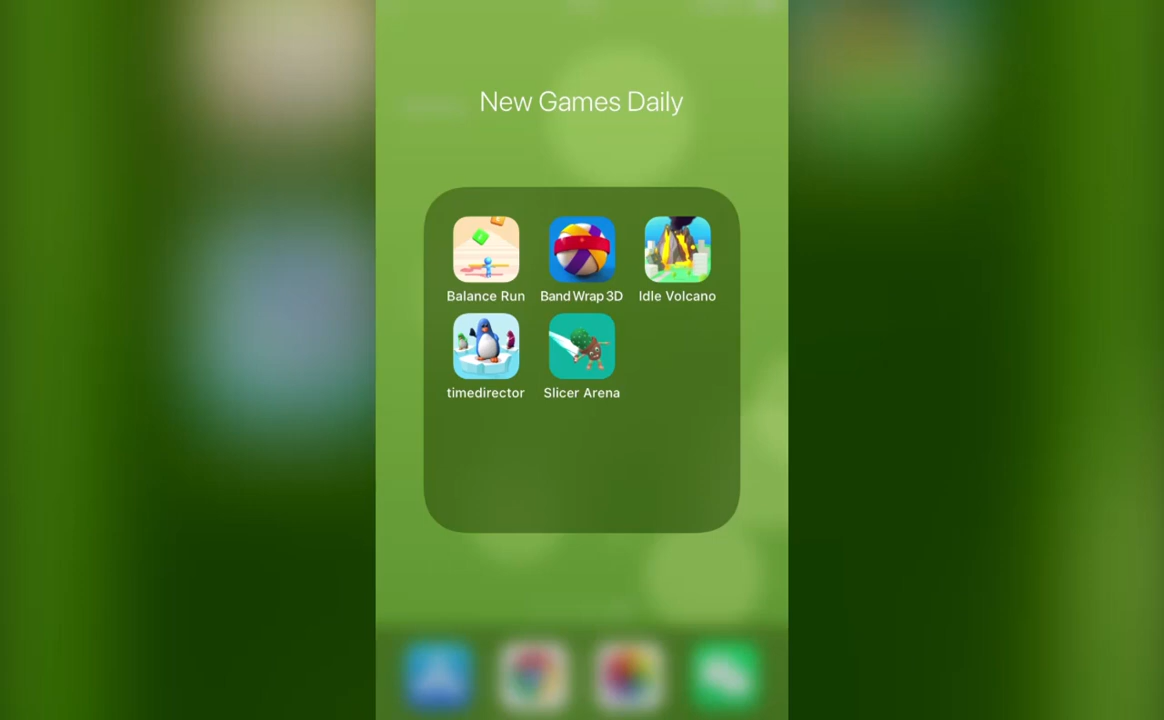 New Games Daily
Balance Run
Band Wrap 3D
Idle Volcano
timedirector
Slicer Arena